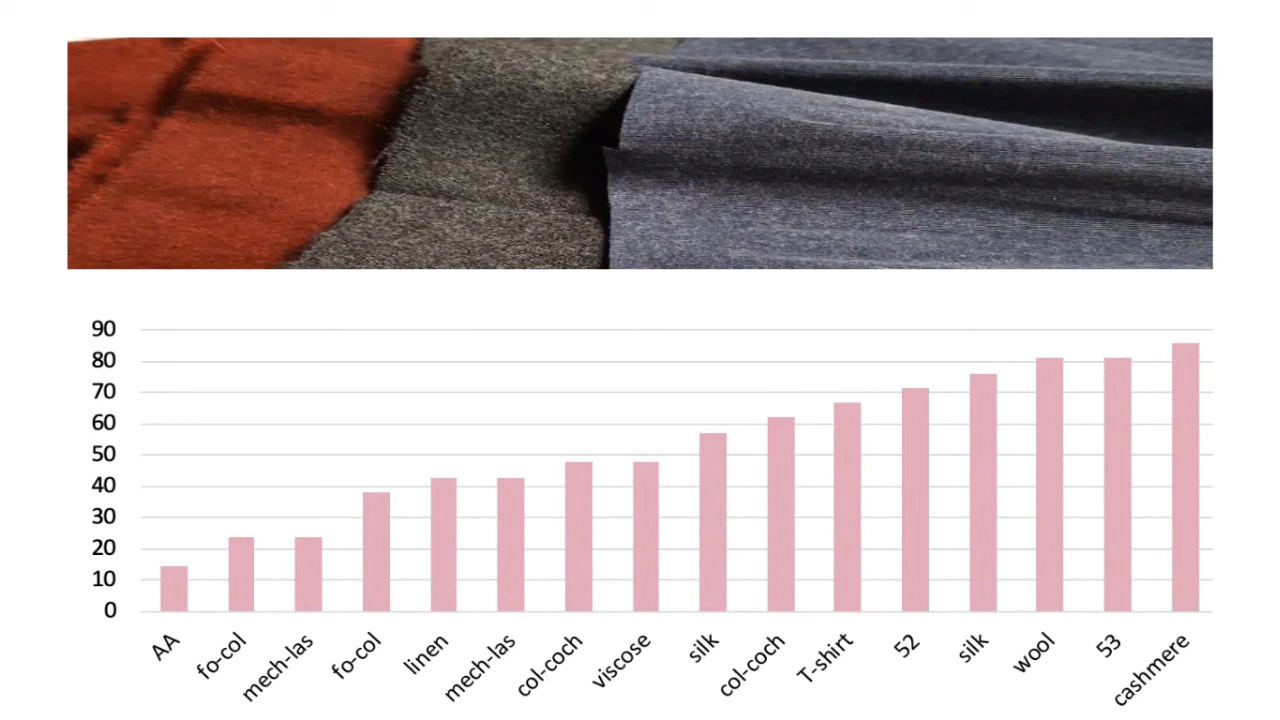 90
80
70
60
50
40
30
20
10
0
AA
fo-col
mech-las
fo-col
linen
mech-las
col-coch
viscose
silk
col-coch
T-shirt
52
silk
wool
53
cashmere